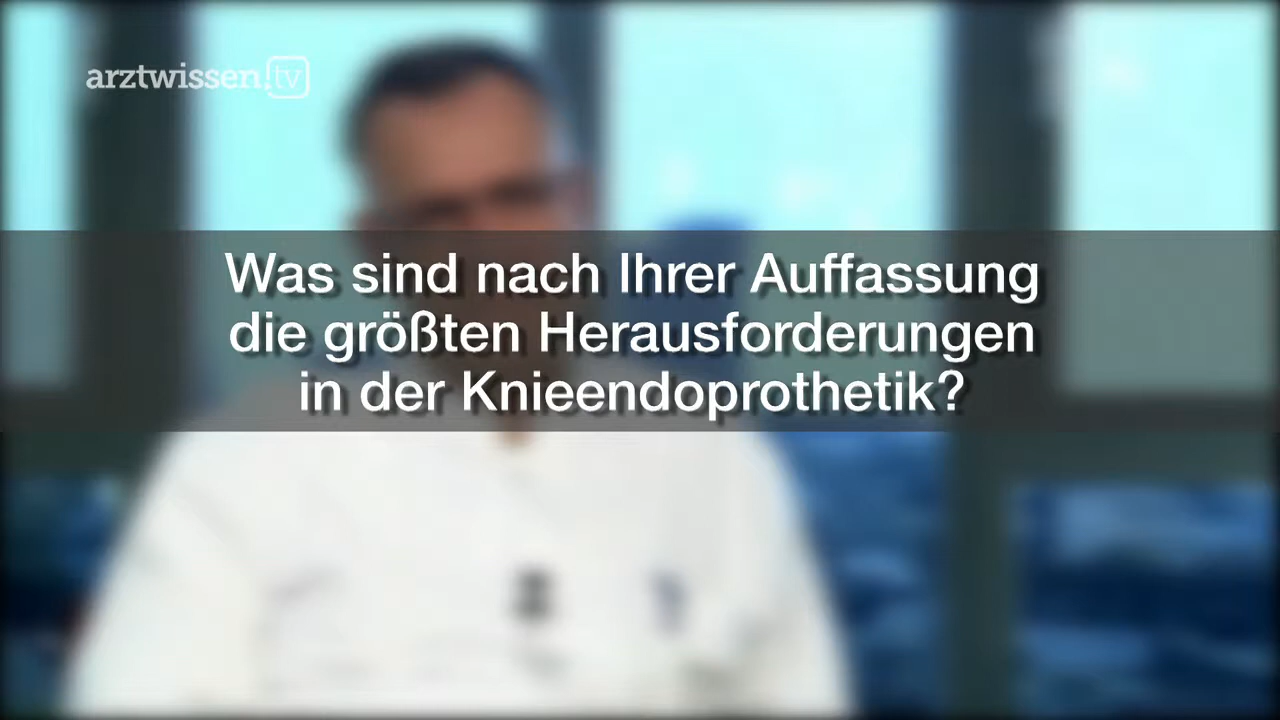 arztwissen.tv
Was sind nach Ihrer Auffassung
die größten Herausforderungen
in der Knieendoprothetik?